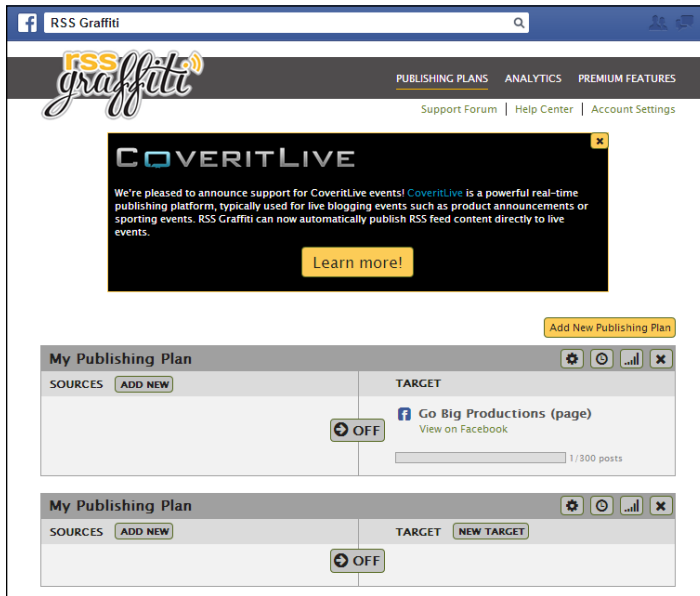 RSS Graffiti
rss graffiti
PUBLISHING PLANS ANALYTICS PREMIUM FEATURES
Support Forum | Help Center | Account Settings
COVERITLIVE
We're pleased to announce support for CoveritLive events! CoveritLive is a powerful real-time
publishing platform, typically used for live blogging events such as product announcements or
sporting events. RSS Graffiti can now automatically publish RSS feed content directly to live
events.
Learn more!
Add New Publishing Plan
My Publishing Plan
SOURCES ADD NEW TARGET
Go Big Productions (page)
View on Facebook
OFF
1/300 posts
My Publishing Plan
SOURCES ADD NEW TARGET NEW TARGET
OFF